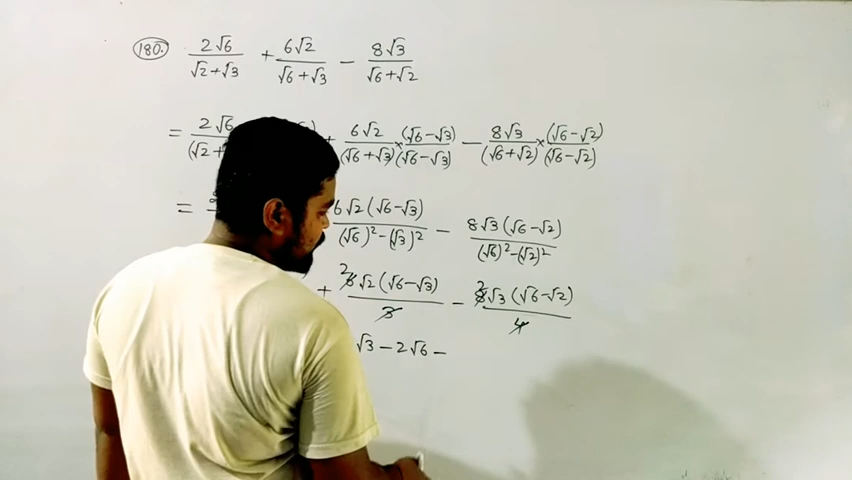 180. 2√6/(√2+√3) + 6√2/(√6+√3) − 8√3/(√6+√2)
= 2√6/(√2+ + 6√2/(√6+√3) × (√6−√3)/(√6−√3) − 8√3/(√6+√2) × (√6−√2)/(√6−√2)
= 6√2(√6−√3)/((√6)²−(√3)²) − 8√3(√6−√2)/((√6)²−(√2)²)
+ 2 6√2(√6−√3)/3 − 2 8√3(√6−√2)/4
√3 − 2√6 −